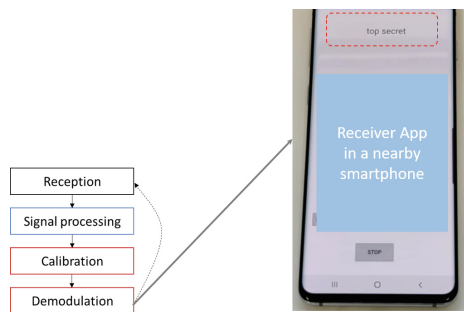 top secret
Receiver App
in a nearby
smartphone
STOP
Reception
Signal processing
Calibration
Demodulation